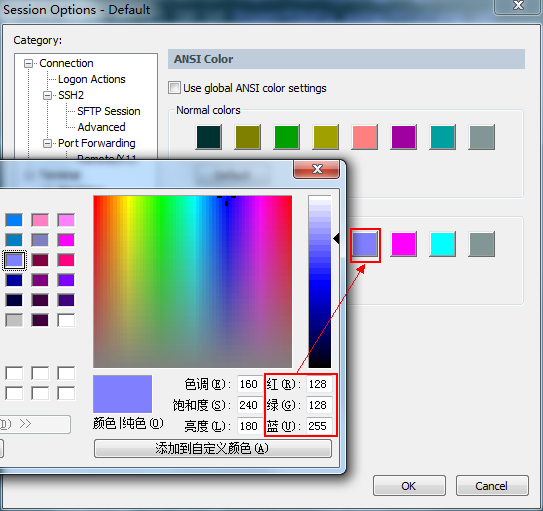 Session Options - Default
Category:
Connection
Logon Actions
SSH2
SFTP Session
Advanced
Port Forwarding
Remote/X11
ANSI Color
Use global ANSI color settings
Normal colors
色调(E): 160
饱和度(S): 240
亮度(L): 180
红(R): 128
绿(G): 128
蓝(U): 255
颜色|纯色(O)
) >>
添加到自定义颜色(A)
OK
Cancel